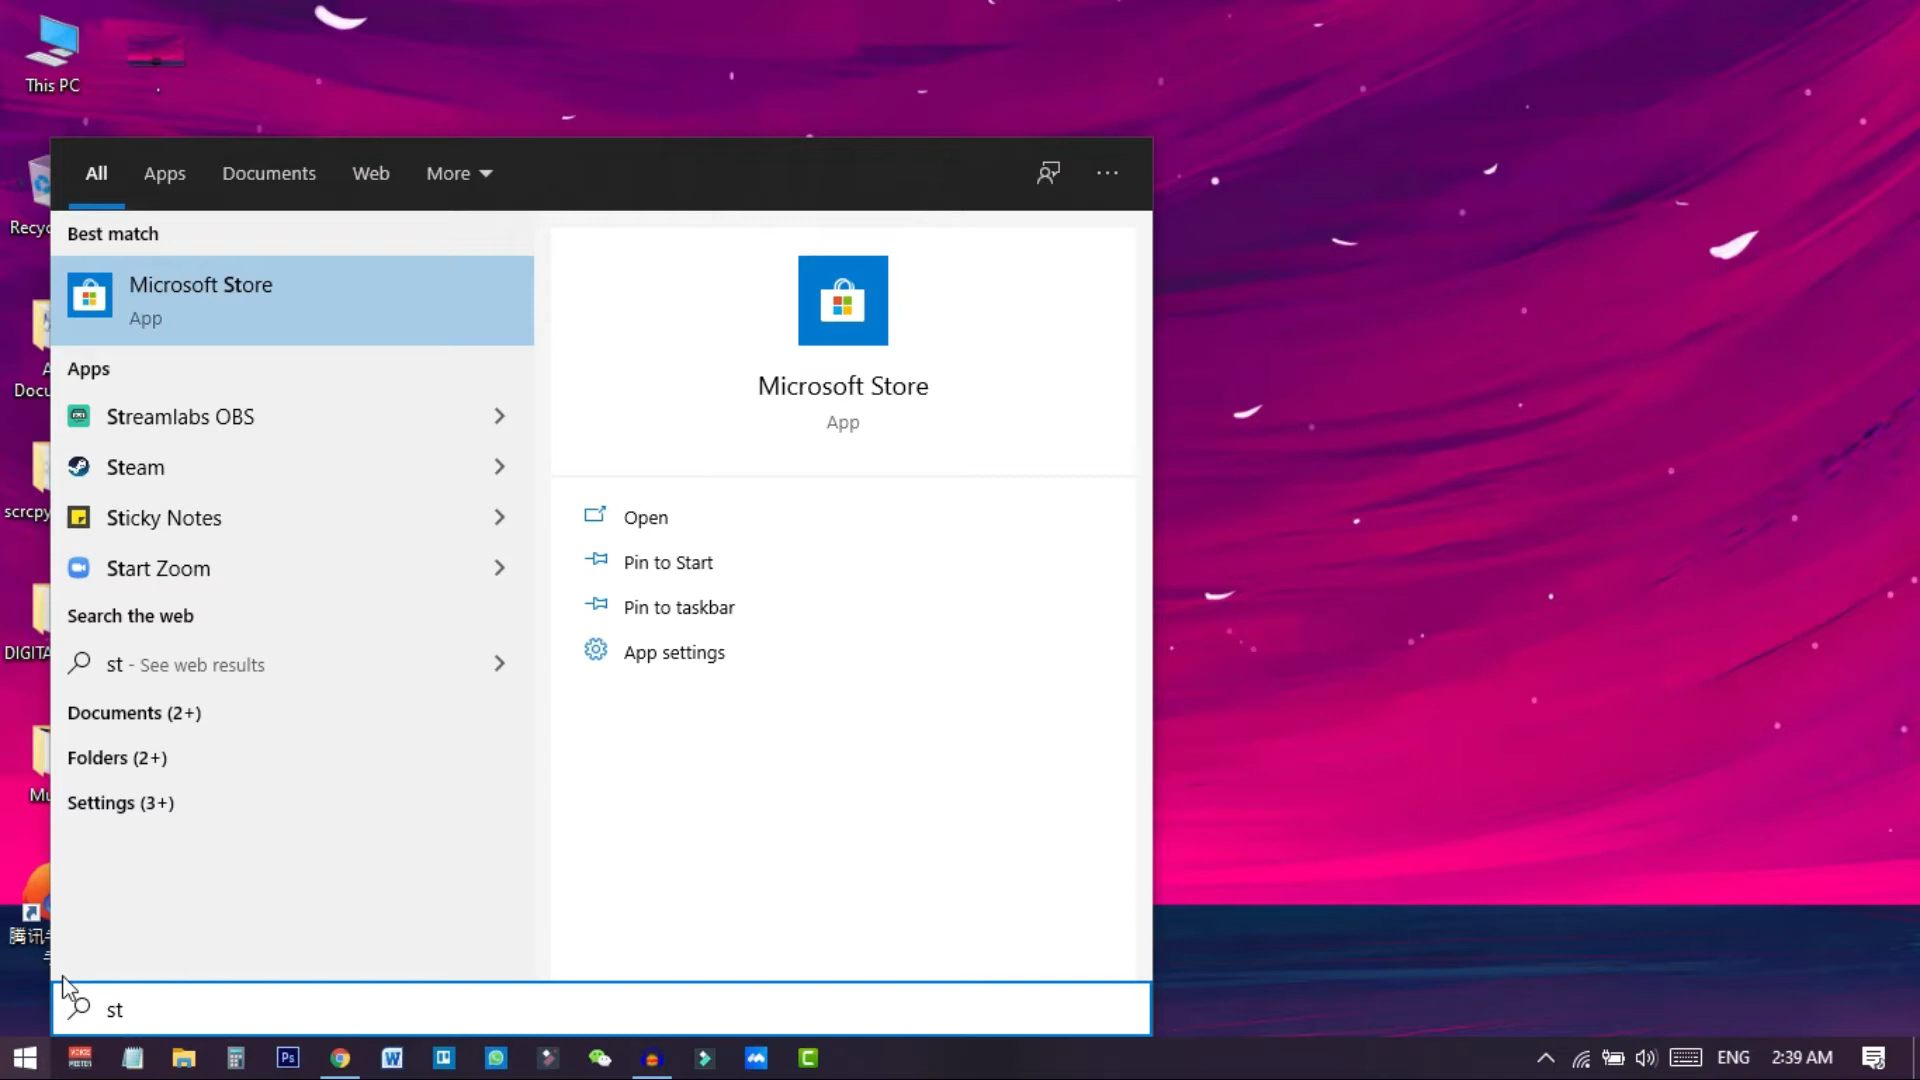 This PC
.
Recyc
Docu
scrcpy
DIGITA
Mu
All
Apps
Documents
Web
More
Best match
Microsoft Store
App
Apps
Streamlabs OBS
Steam
Sticky Notes
Start Zoom
Search the web
st - See web results
Documents (2+)
Folders (2+)
Settings (3+)
Microsoft Store
App
Open
Pin to Start
Pin to taskbar
App settings
st
ENG
2:39 AM